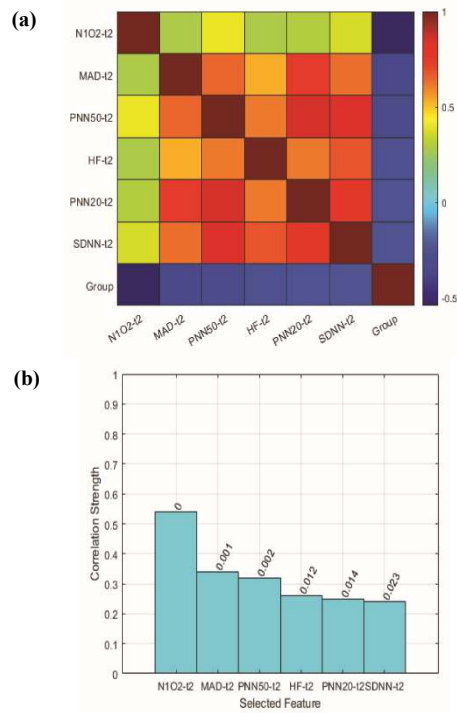 (a)
N1O2-t2
MAD-t2
PNN50-t2
HF-t2
PNN20-t2
SDNN-t2
Group
N1O2-t2
MAD-t2
PNN50-t2
HF-t2
PNN20-t2
SDNN-t2
Group
1
0.5
0
-0.5
(b)
Correlation Strength
1
0.9
0.8
0.7
0.6
0.5
0.4
0.3
0.2
0.1
0
0
0.001
0.002
0.012
0.014
0.023
N1O2-t2
MAD-t2
PNN50-t2
HF-t2
PNN20-t2
SDNN-t2
Selected Feature